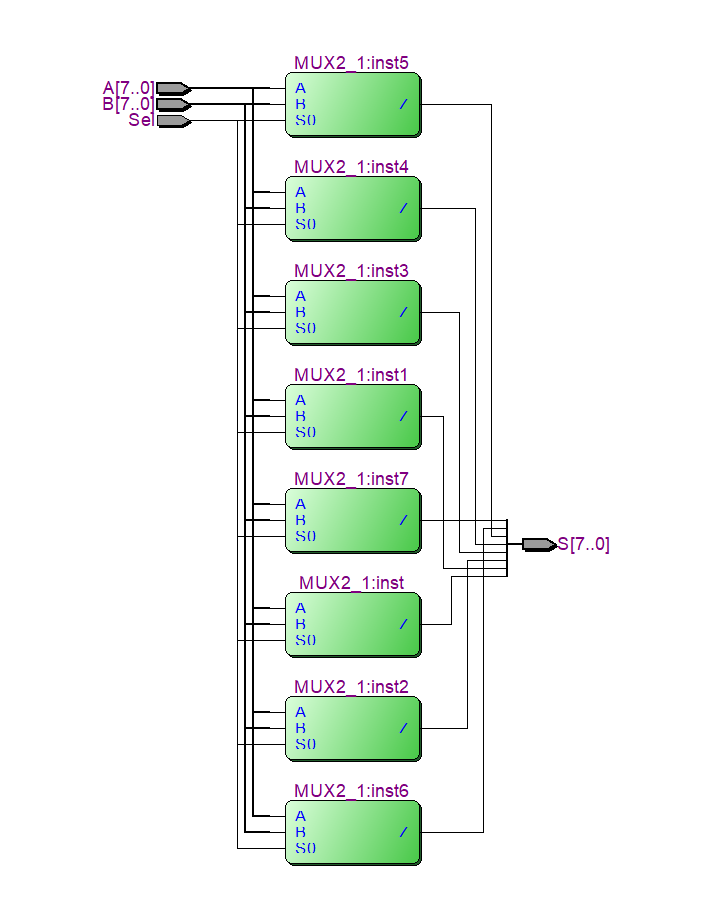 MUX2_1:inst5
A[7..0]
B[7..0]
Sel
A
B
S0
/
MUX2_1:inst4
A
B
S0
/
MUX2_1:inst3
A
B
S0
/
MUX2_1:inst1
A
B
S0
/
MUX2_1:inst7
A
B
S0
/
S[7..0]
MUX2_1:inst
A
B
S0
/
MUX2_1:inst2
A
B
S0
/
MUX2_1:inst6
A
B
S0
/